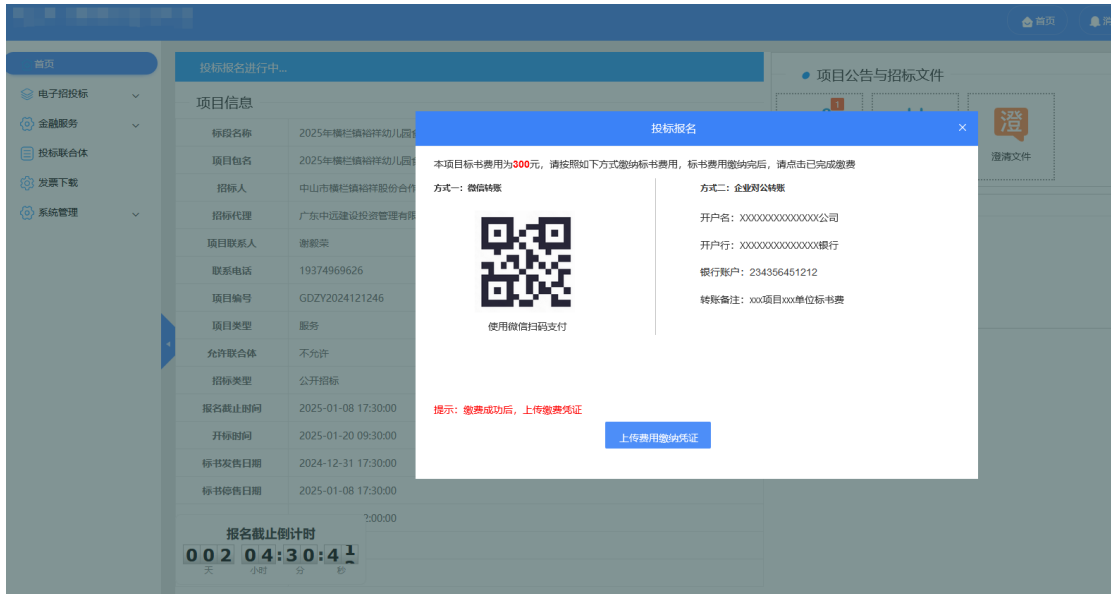 首页
首页
电子招投标
金融服务
投标联合体
发票下载
系统管理
投标报名进行中...
项目信息
标段名称 2025年横栏镇裕祥幼儿园
项目包名 2025年横栏镇裕祥幼儿园
招标人 中山市横栏镇裕祥股份合作
招标代理 广东中远建设投资管理有限
项目联系人 谢毅荣
联系电话 19374969626
项目编号 GDZY2024121246
项目类型 服务
允许联合体 不允许
招标类型 公开招标
报名截止时间 2025-01-08 17:30:00
开标时间 2025-01-20 09:30:00
标书发售日期 2024-12-31 17:30:00
标书停售日期 2025-01-08 17:30:00
2:00:00
报名截止倒计时
002 04:30:4
天 小时 分 秒
项目公告与招标文件
1
澄
澄清文件
投标报名
本项目标书费用为300元，请按照如下方式缴纳标书费用，标书费用缴纳完后，请点击已完成缴费
方式一：微信转账
使用微信扫码支付
方式二：企业对公转账
开户名：XXXXXXXXXXXXXX公司
开户行：XXXXXXXXXXXXXX银行
银行账户：234356451212
转账备注：xxx项目xxx单位标书费
提示：缴费成功后，上传缴费凭证
上传费用缴纳凭证